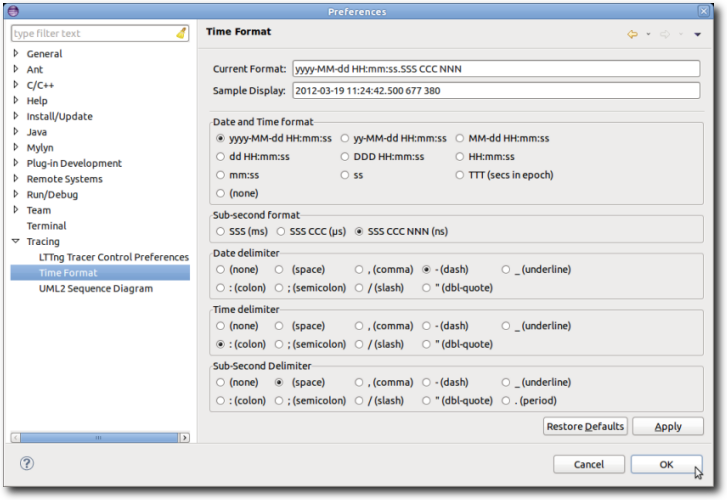 Preferences
type filter text
General
Ant
C/C++
Help
Install/Update
Java
Mylyn
Plug-in Development
Remote Systems
Run/Debug
Team
Terminal
Tracing
LTTng Tracer Control Preferences
Time Format
UML2 Sequence Diagram
Time Format
Current Format: yyyy-MM-dd HH:mm:ss.SSS CCC NNN
Sample Display: 2012-03-19 11:24:42.500 677 380
Date and Time format
yyyy-MM-dd HH:mm:ss yy-MM-dd HH:mm:ss MM-dd HH:mm:ss
dd HH:mm:ss DDD HH:mm:ss HH:mm:ss
mm:ss ss TTT (secs in epoch)
(none)
Sub-second format
SSS (ms) SSS CCC (µs) SSS CCC NNN (ns)
Date delimiter
(none) (space) , (comma) - (dash) _ (underline)
: (colon) ; (semicolon) / (slash) " (dbl-quote)
Time delimiter
(none) (space) , (comma) - (dash) _ (underline)
: (colon) ; (semicolon) / (slash) " (dbl-quote)
Sub-Second Delimiter
(none) (space) , (comma) - (dash) _ (underline)
: (colon) ; (semicolon) / (slash) " (dbl-quote) . (period)
Restore Defaults Apply
Cancel OK